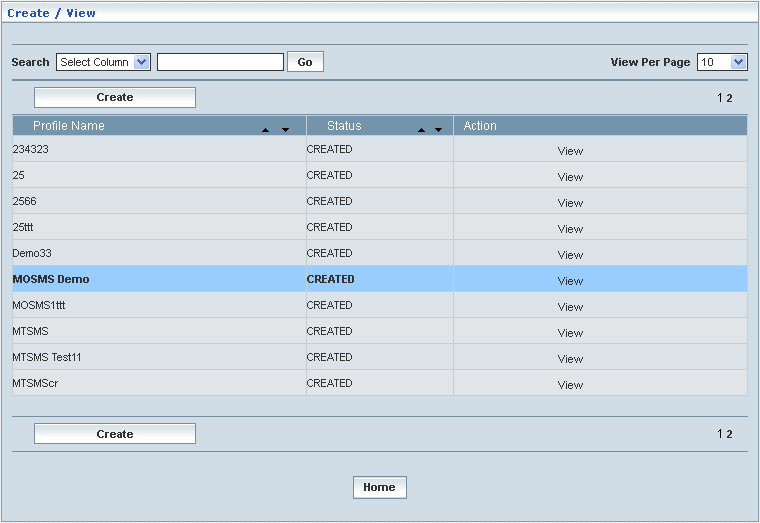 Create / View
Search Select Column Go View Per Page 10
Create 1 2
Profile Name Status Action
234323 CREATED View
25 CREATED View
2566 CREATED View
25ttt CREATED View
Demo33 CREATED View
MOSMS Demo CREATED View
MOSMS1ttt CREATED View
MTSMS CREATED View
MTSMS Test11 CREATED View
MTSMScr CREATED View
Create 1 2
Home